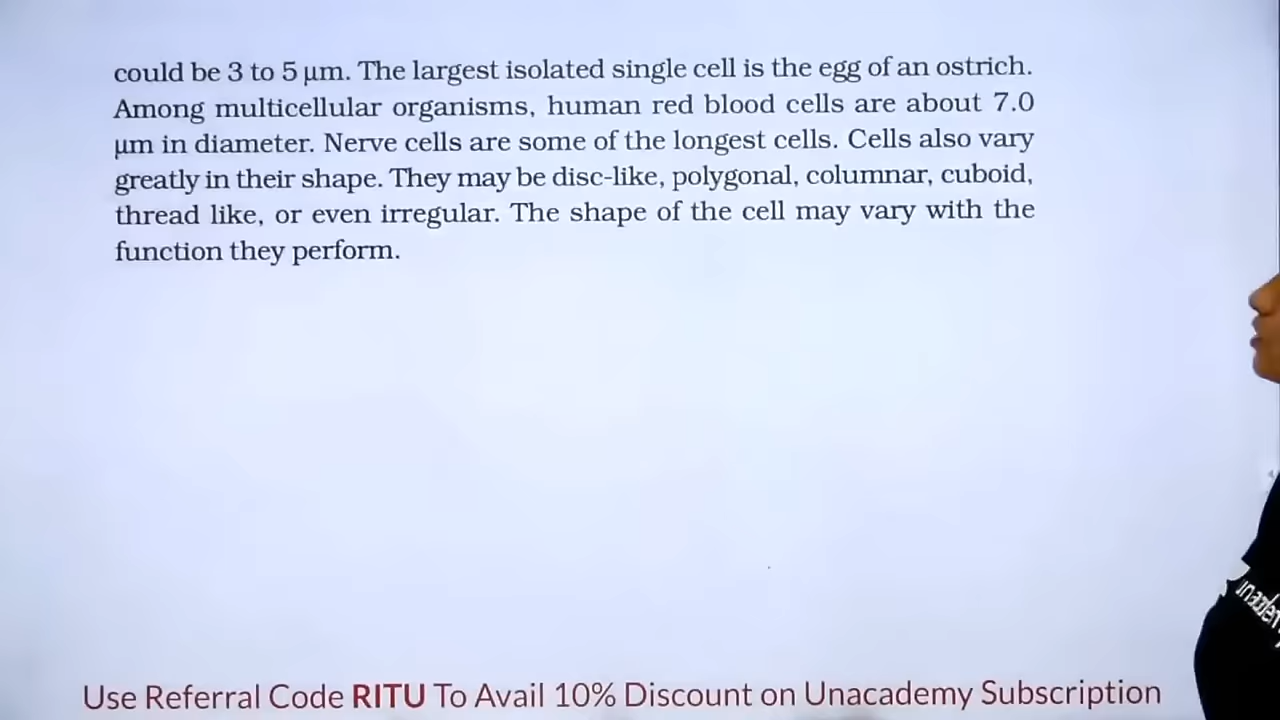 could be 3 to 5 µm. The largest isolated single cell is the egg of an ostrich.
Among multicellular organisms, human red blood cells are about 7.0
µm in diameter. Nerve cells are some of the longest cells. Cells also vary
greatly in their shape. They may be disc-like, polygonal, columnar, cuboid,
thread like, or even irregular. The shape of the cell may vary with the
function they perform.
Use Referral Code RITU To Avail 10% Discount on Unacademy Subscription